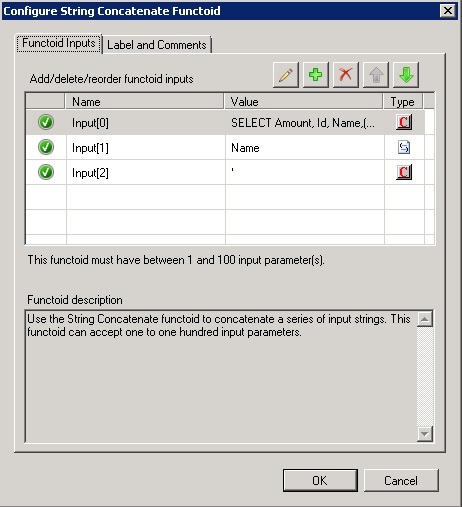 Configure String Concatenate Functoid
Functoid Inputs Label and Comments
Add/delete/reorder functoid inputs
Name Value Type
Input[0] SELECT Amount, Id, Name,(... C
Input[1] Name
Input[2] ' C
This functoid must have between 1 and 100 input parameter(s).
Functoid description
Use the String Concatenate functoid to concatenate a series of input strings. This
functoid can accept one to one hundred input parameters.
OK Cancel